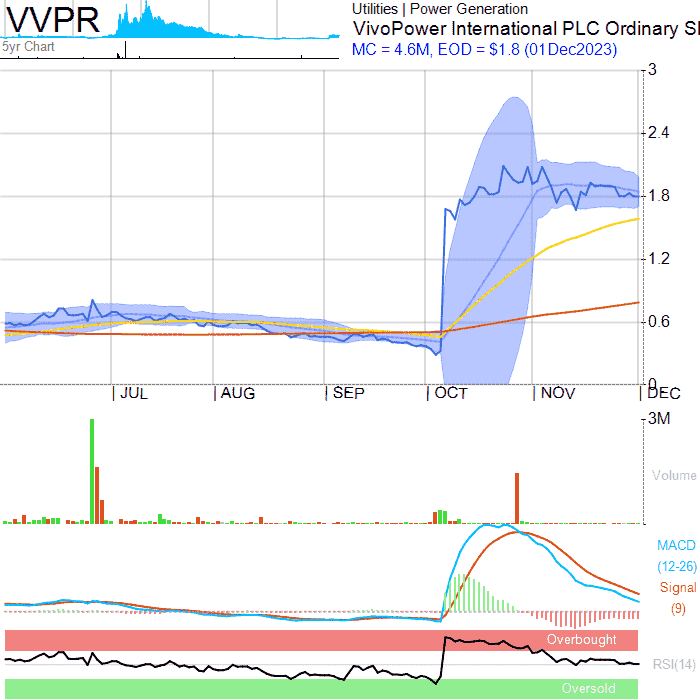 VVPR
5yr Chart
Utilities | Power Generation
VivoPower International PLC Ordinary S
MC = 4.6M, EOD = $1.8 (01Dec2023)
3
2.4
1.8
1.2
0.6
0
JUL AUG SEP OCT NOV DEC
3M
Volume
MACD
(12-26)
Signal
(9)
Overbought
RSI(14)
Oversold